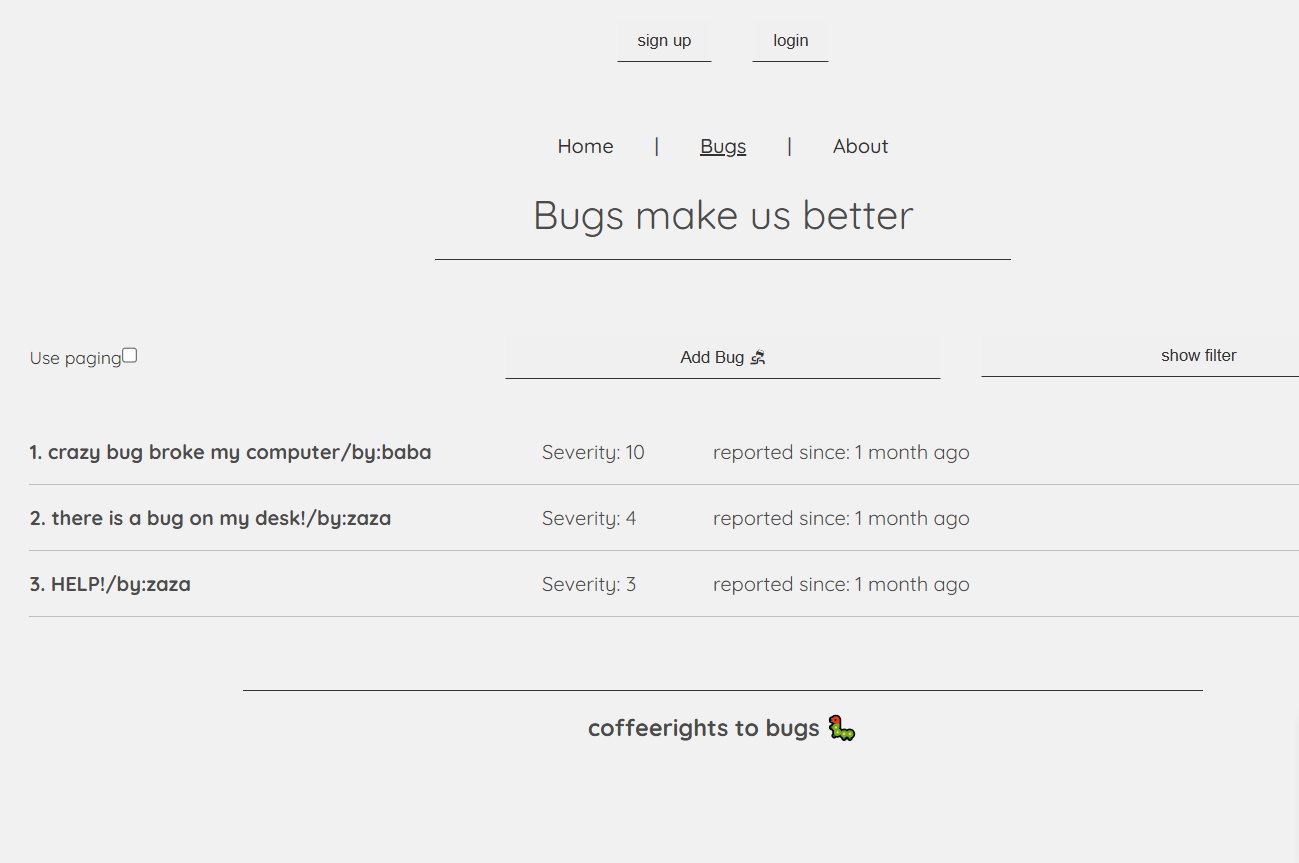 sign up login
Home | Bugs | About
Bugs make us better
Use paging Add Bug show filter
1. crazy bug broke my computer/by:baba Severity: 10 reported since: 1 month ago
2. there is a bug on my desk!/by:zaza Severity: 4 reported since: 1 month ago
3. HELP!/by:zaza Severity: 3 reported since: 1 month ago
coffeerights to bugs 🐛